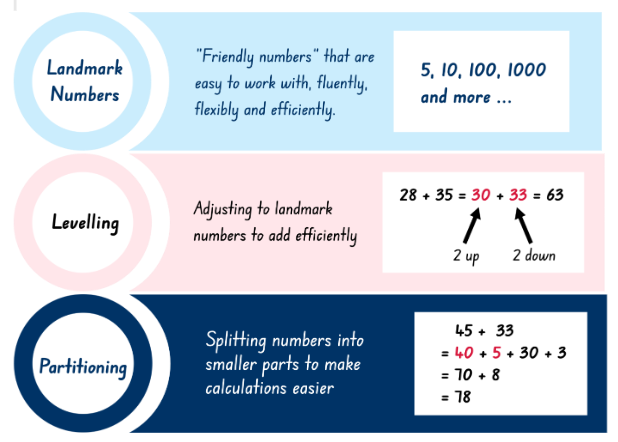 Landmark
Numbers
"Friendly numbers" that are
easy to work with, fluently,
flexibly and efficiently.
5, 10, 100, 1000
and more ...
Levelling
Adjusting to landmark
numbers to add efficiently
28 + 35 = 30 + 33 = 63
2 up 2 down
Partitioning
Splitting numbers into
smaller parts to make
calculations easier
45 + 33
= 40 + 5 + 30 + 3
= 70 + 8
= 78